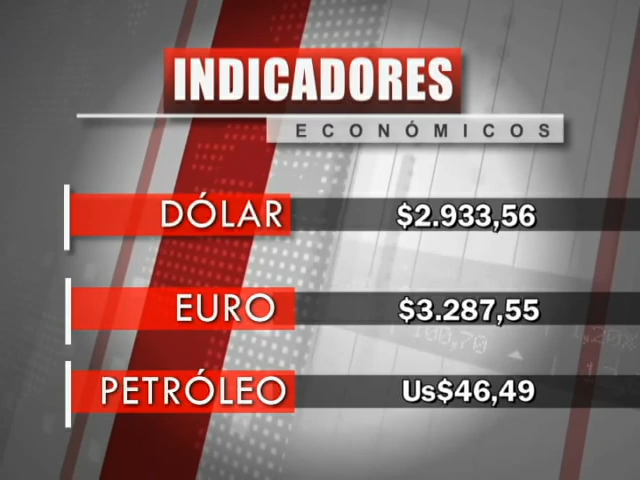 INDICADORES
ECONÓMICOS
DÓLAR $2.933,56
EURO $3.287,55
PETRÓLEO Us$46,49